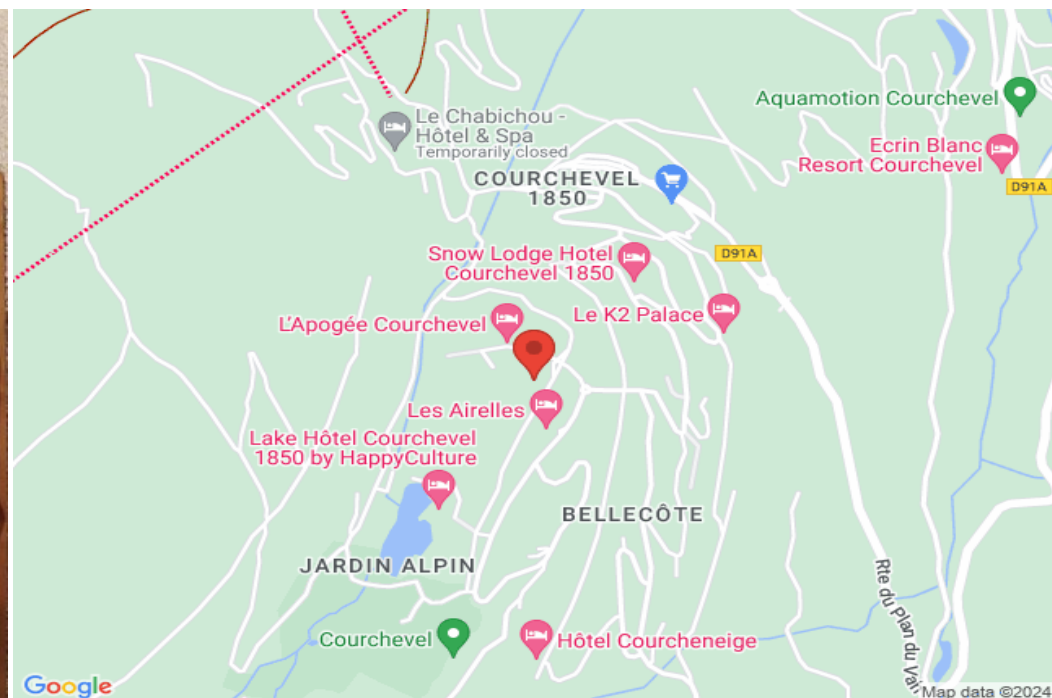 Le Chabichou -
Hôtel & Spa
Temporarily closed
Aquamotion Courchevel
Ecrin Blanc
Resort Courchevel
D91A
COURCHEVEL
1850
D91A
Snow Lodge Hotel
Courchevel 1850
L'Apogée Courchevel
Le K2 Palace
Les Airelles
Lake Hôtel Courchevel
1850 by HappyCulture
BELLECÔTE
JARDIN ALPIN
Rte du Plan du Vah
Courchevel
Hôtel Courcheneige
Google
Map data ©2024